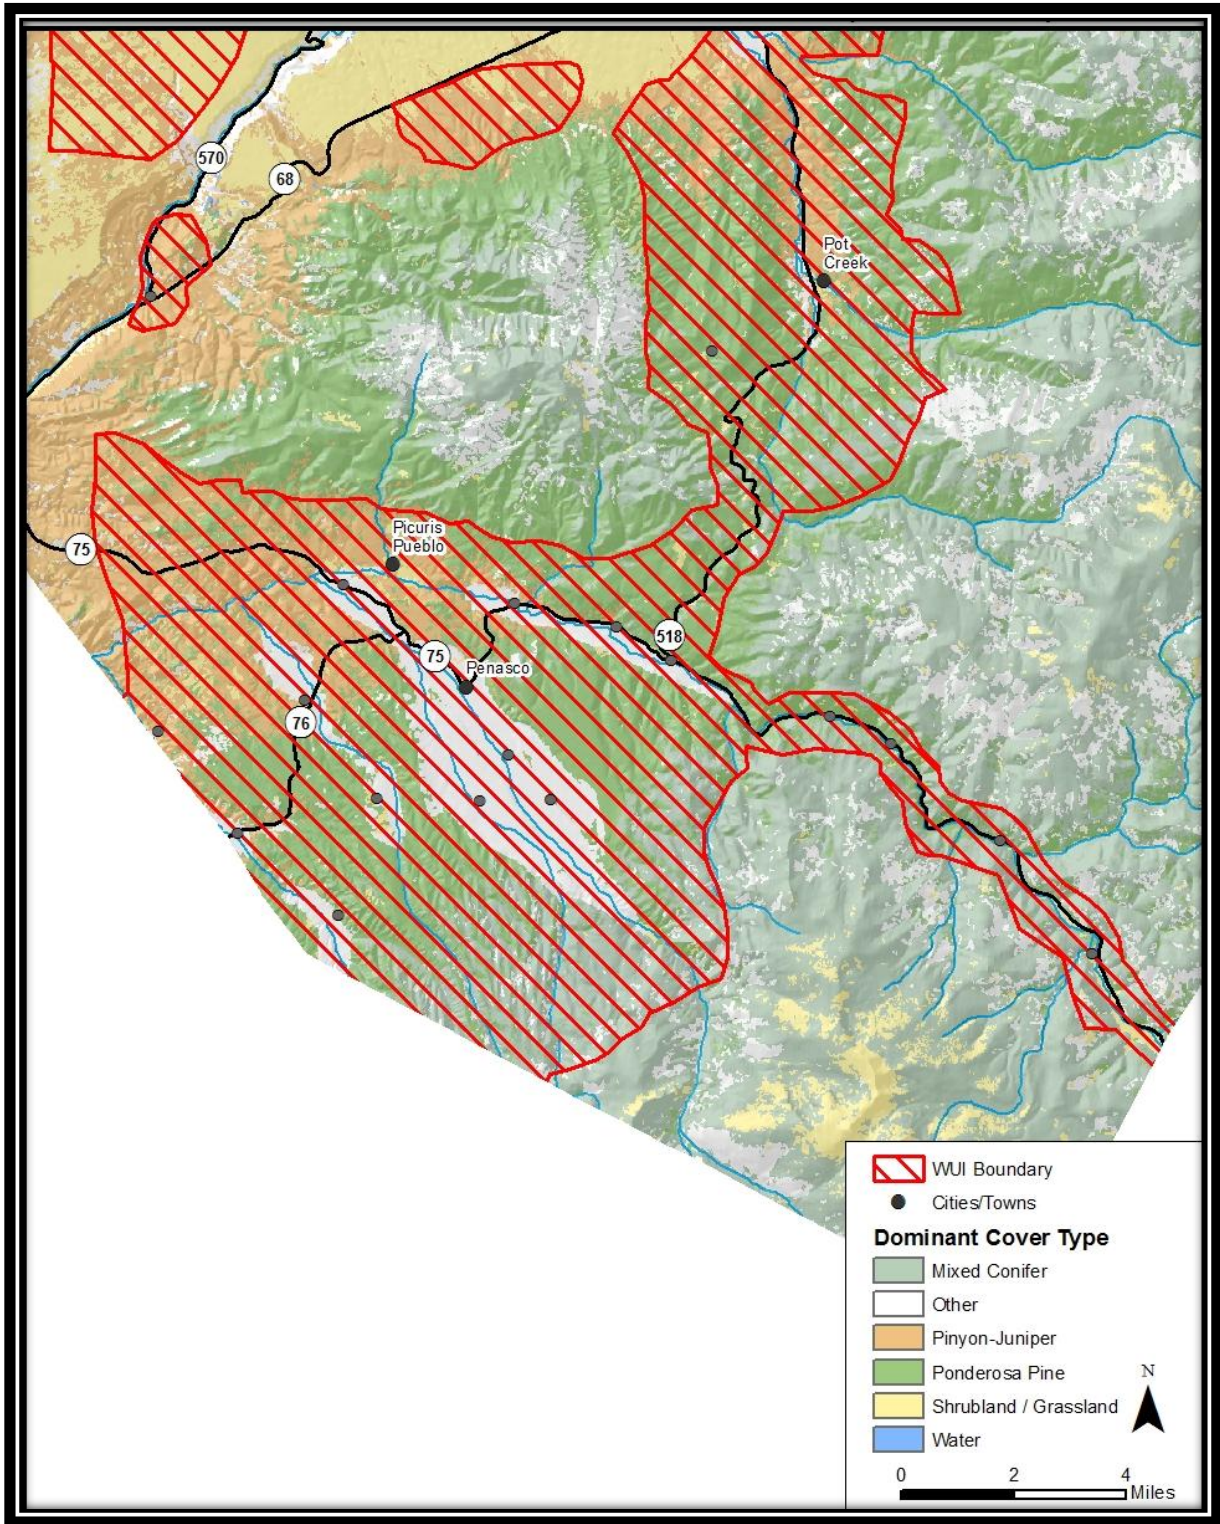 570
68
Pot
Creek
Picuris
Pueblo
75
518
75
Penasco
76
WUI Boundary
Cities/Towns
Dominant Cover Type
Mixed Conifer
Other
Pinyon-Juniper
Ponderosa Pine
Shrubland / Grassland
Water
N
0 2 4
Miles